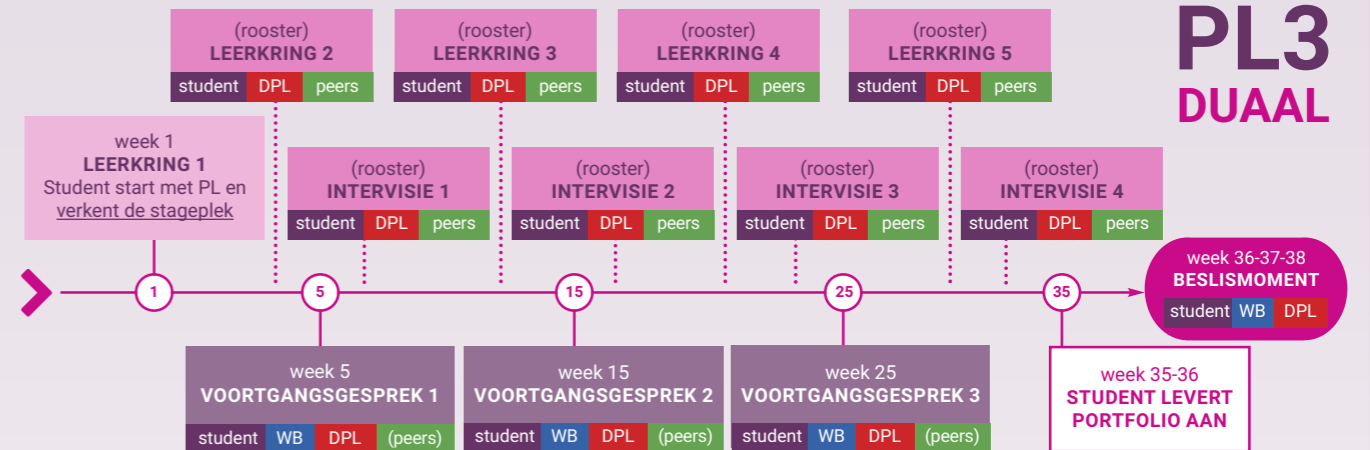 PL3
DUAAL
(rooster)
LEERKRING 2
student DPL peers
(rooster)
LEERKRING 3
student DPL peers
(rooster)
LEERKRING 4
student DPL peers
(rooster)
LEERKRING 5
student DPL peers
week 1
LEERKRING 1
Student start met PL en
verkent de stageplek
(rooster)
INTERVISIE 1
student DPL peers
(rooster)
INTERVISIE 2
student DPL peers
(rooster)
INTERVISIE 3
student DPL peers
(rooster)
INTERVISIE 4
student DPL peers
1
5
15
25
35
week 36-37-38
BESLISMOMENT
student WB DPL
week 5
VOORTGANGSGESPREK 1
student WB DPL (peers)
week 15
VOORTGANGSGESPREK 2
student WB DPL (peers)
week 25
VOORTGANGSGESPREK 3
student WB DPL (peers)
week 35-36
STUDENT LEVERT
PORTFOLIO AAN